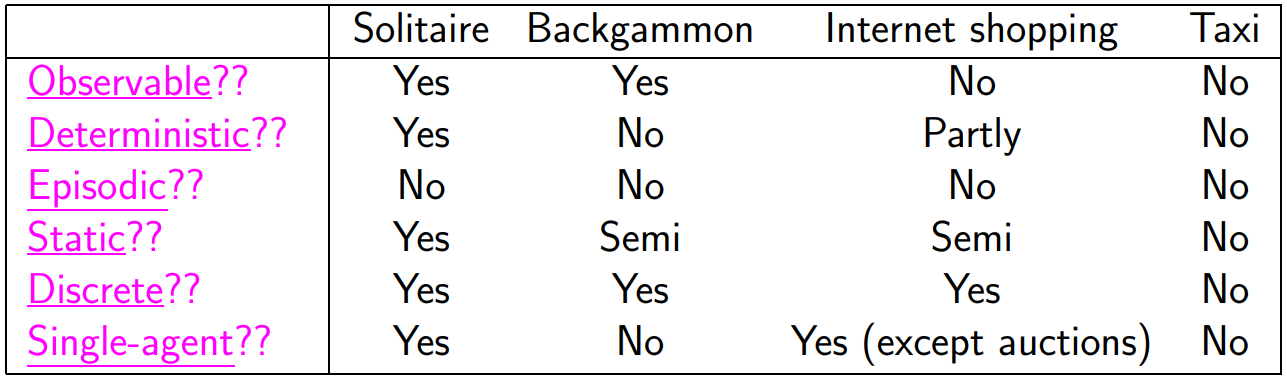 Solitaire Backgammon Internet shopping Taxi
Observable?? Yes Yes No No
Deterministic?? Yes No Partly No
Episodic?? No No No No
Static?? Yes Semi Semi No
Discrete?? Yes Yes Yes No
Single-agent?? Yes No Yes (except auctions) No